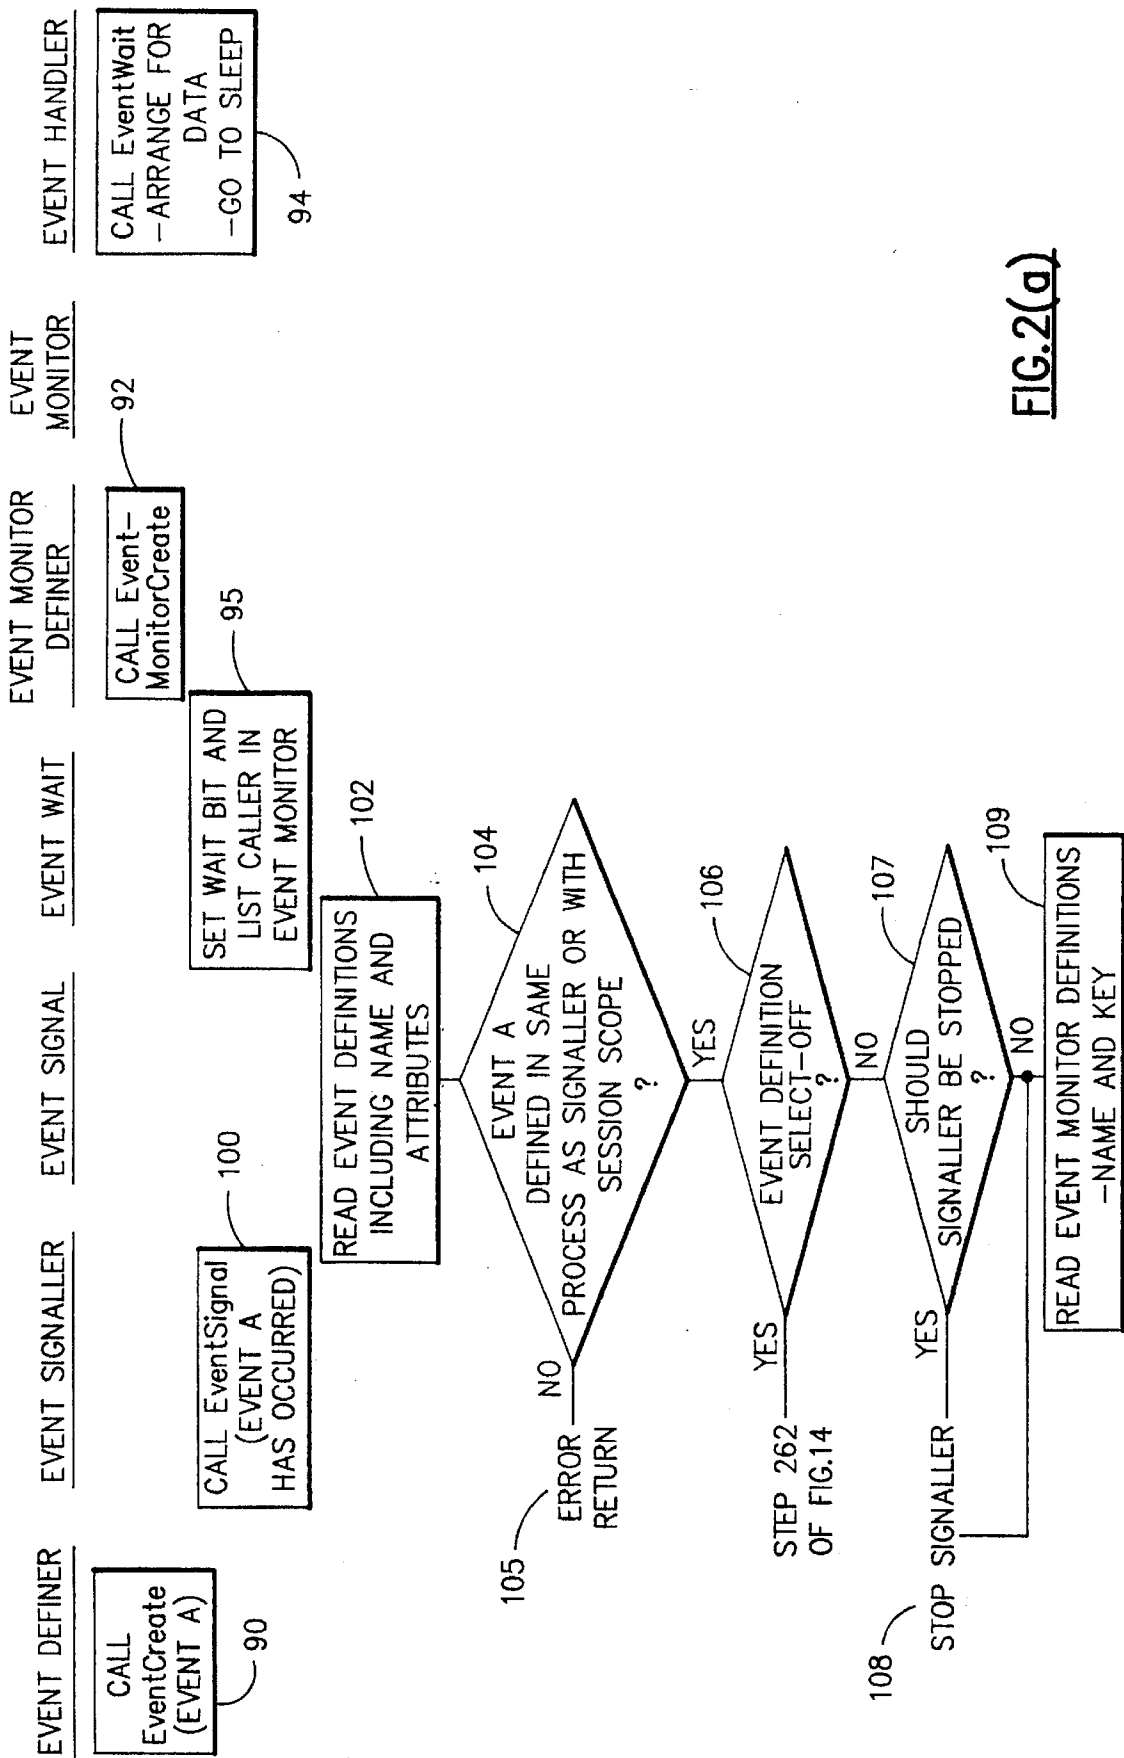 EVENT DEFINER
EVENT SIGNALLER
EVENT SIGNAL
EVENT WAIT
EVENT MONITOR
DEFINER
EVENT
MONITOR
EVENT HANDLER
CALL
EventCreate
(EVENT A)
90
CALL Event-
MonitorCreate
92
CALL EventWait
-ARRANGE FOR
DATA
-GO TO SLEEP
94
SET WAIT BIT AND
LIST CALLER IN
EVENT MONITOR
95
CALL EventSignal
(EVENT A
HAS OCCURRED)
100
READ EVENT DEFINITIONS
INCLUDING NAME AND
ATTRIBUTES
102
EVENT A
DEFINED IN SAME
PROCESS AS SIGNALLER OR WITH
SESSION SCOPE
?
104
NO
ERROR
RETURN
105
YES
EVENT DEFINITION
SELECT-OFF
?
106
YES
STEP 262
OF FIG.14
NO
SHOULD
SIGNALLER BE STOPPED
?
107
YES
STOP SIGNALLER
108
NO
READ EVENT MONITOR DEFINITIONS
-NAME AND KEY
109
FIG.2(a)